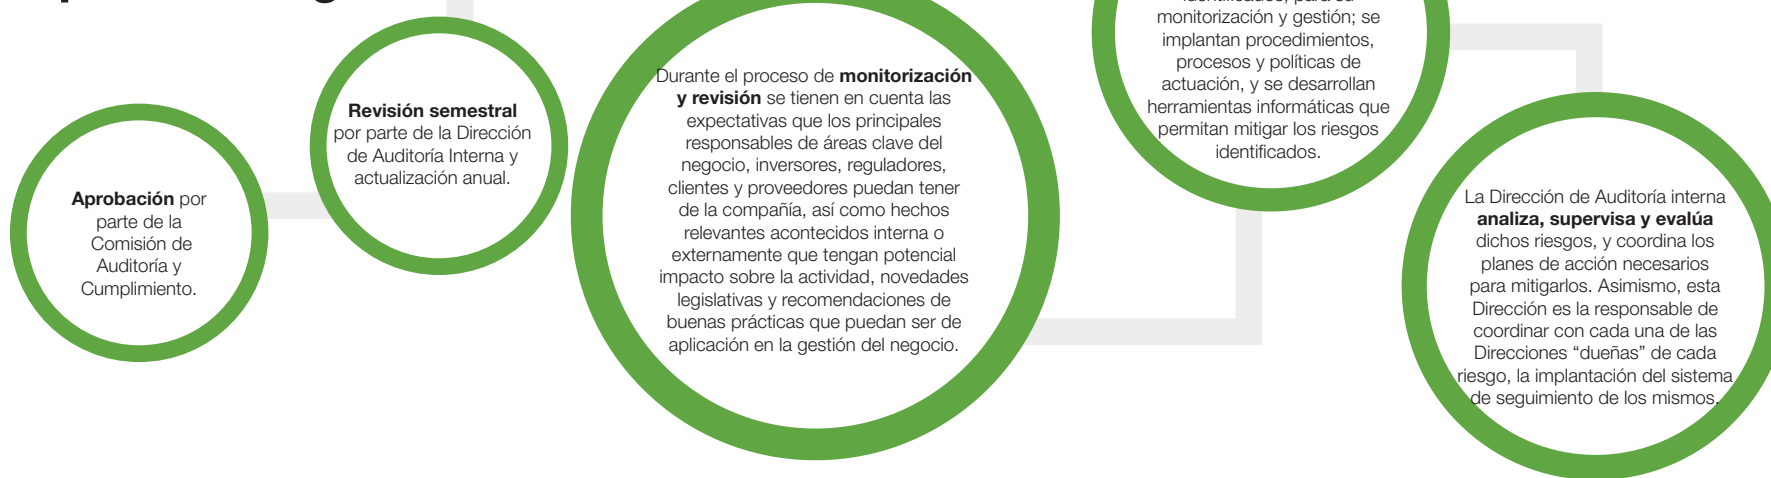 Aprobación por
parte de la
Comisión de
Auditoría y
Cumplimiento.
Revisión semestral
por parte de la Dirección
de Auditoría Interna y
actualización anual.
Durante el proceso de monitorización
y revisión se tienen en cuenta las
expectativas que los principales
responsables de áreas clave del
negocio, inversores, reguladores,
clientes y proveedores puedan tener
de la compañía, así como hechos
relevantes acontecidos interna o
externamente que tengan potencial
impacto sobre la actividad, novedades
legislativas y recomendaciones de
buenas prácticas que puedan ser de
aplicación en la gestión del negocio.
monitorización y gestión; se
implantan procedimientos,
procesos y políticas de
actuación, y se desarrollan
herramientas informáticas que
permitan mitigar los riesgos
identificados.
La Dirección de Auditoría interna
analiza, supervisa y evalúa
dichos riesgos, y coordina los
planes de acción necesarios
para mitigarlos. Asimismo, esta
Dirección es la responsable de
coordinar con cada una de las
Direcciones “dueñas” de cada
riesgo, la implantación del sistema
de seguimiento de los mismos.